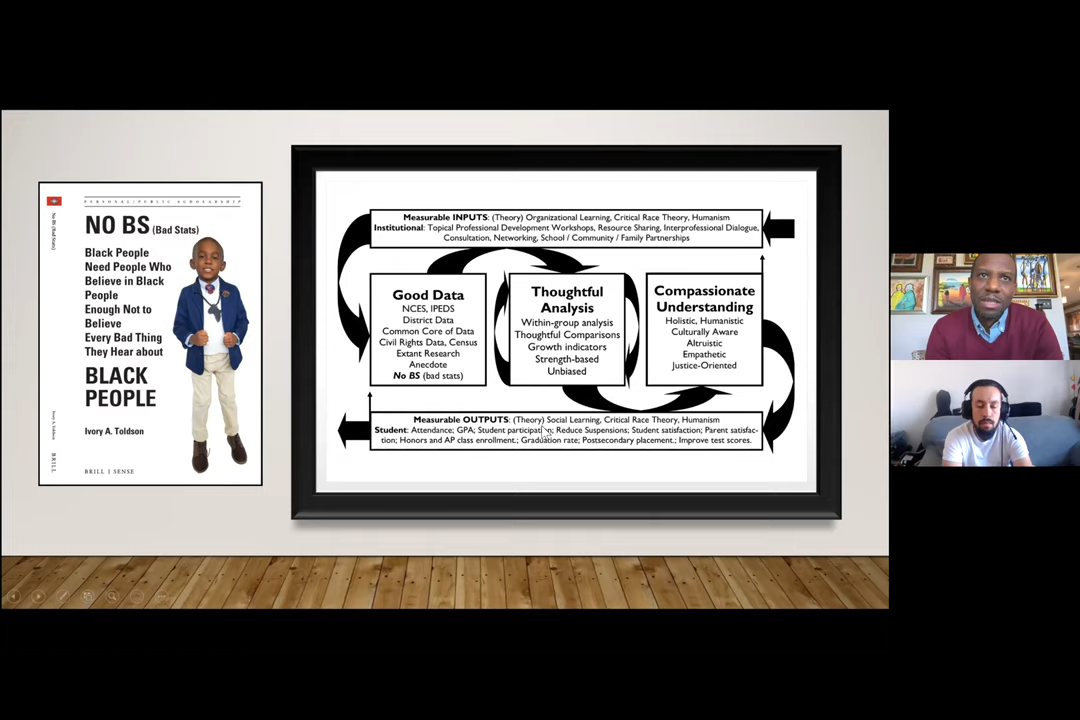 PERSONAL/PUBLIC SCHOLARSHIP
No BS (Bad Stats)
NO BS (Bad Stats)
Black People
Need People Who
Believe in Black
People
Enough Not to
Believe
Every Bad Thing
They Hear about
BLACK
PEOPLE
Ivory A. Toldson
Ivory A. Toldson
BRILL
BRILL | SENSE
Measurable INPUTS: (Theory) Organizational Learning, Critical Race Theory, Humanism
Institutional: Topical Professional Development Workshops, Resource Sharing, Interprofessional Dialogue,
Consultation, Networking, School / Community / Family Partnerships
Good Data
NCES, IPEDS
District Data
Common Core of Data
Civil Rights Data, Census
Extant Research
Anecdote
No BS (bad stats)
Thoughtful
Analysis
Within-group analysis
Thoughtful Comparisons
Growth indicators
Strength-based
Unbiased
Compassionate
Understanding
Holistic, Humanistic
Culturally Aware
Altruistic
Empathetic
Justice-Oriented
Measurable OUTPUTS: (Theory) Social Learning, Critical Race Theory, Humanism
Student: Attendance; GPA; Student participation; Reduce Suspensions; Student satisfaction; Parent satisfac-
tion; Honors and AP class enrollment.; Graduation rate; Postsecondary placement.; Improve test scores.